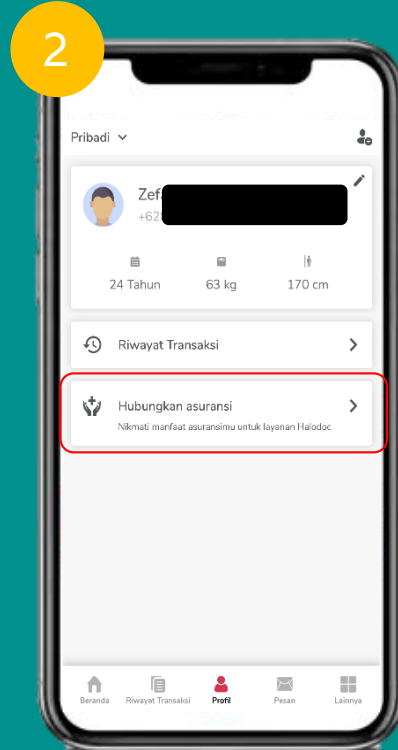 2
Pribadi
Zef
+62
24 Tahun 63 kg 170 cm
Riwayat Transaksi
Hubungkan asuransi
Nikmati manfaat asuransimu untuk layanan Halodoc
Beranda Riwayat Transaksi Profil Pesan Lainnya